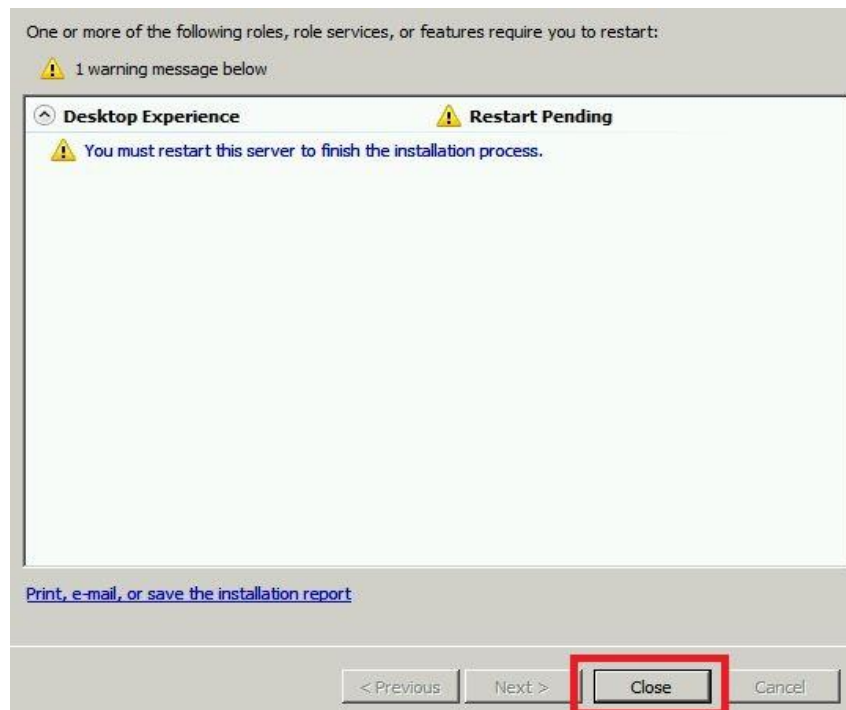 One or more of the following roles, role services, or features require you to restart:
1 warning message below
Desktop Experience Restart Pending
You must restart this server to finish the installation process.
Print, e-mail, or save the installation report
< Previous Next > Close Cancel